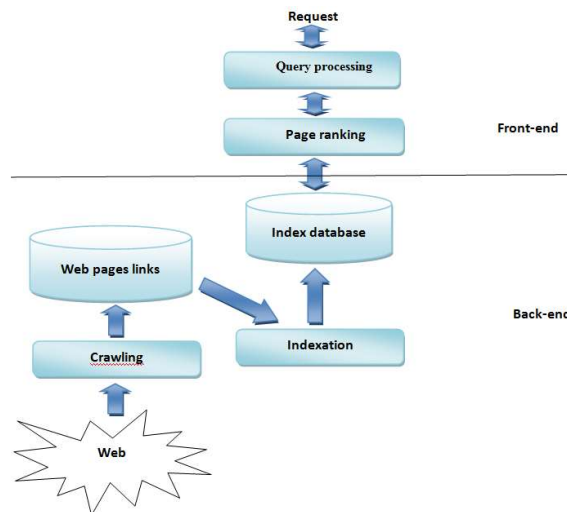 Request
Query processing
Page ranking
Front-end
Index database
Web pages links
Back-end
Indexation
Crawling
Web